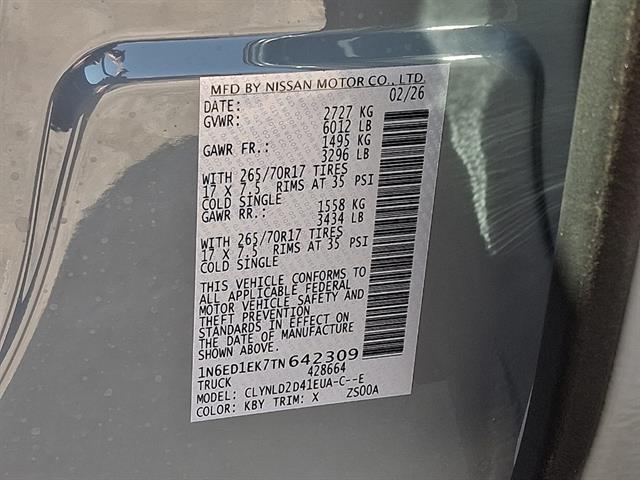 MFD BY NISSAN MOTOR CO., LTD
DATE: 02/26
GVWR: 2727 KG
6012 LB
GAWR FR.: 1495 KG
3296 LB
WITH 265/70R17 TIRES
17 X 7.5 RIMS AT 35 PSI
COLD SINGLE
GAWR RR.: 1558 KG
3434 LB
WITH 265/70R17 TIRES
17 X 7.5 RIMS AT 35 PSI
COLD SINGLE
THIS VEHICLE CONFORMS TO
ALL APPLICABLE FEDERAL
MOTOR VEHICLE SAFETY AND
THEFT PREVENTION
STANDARDS IN EFFECT ON
THE DATE OF MANUFACTURE
SHOWN ABOVE.
1N6ED1EK7TN642309
TRUCK 428664
MODEL: CLYNLD2D41EUA-C--E
COLOR: KBY TRIM: X ZS00A